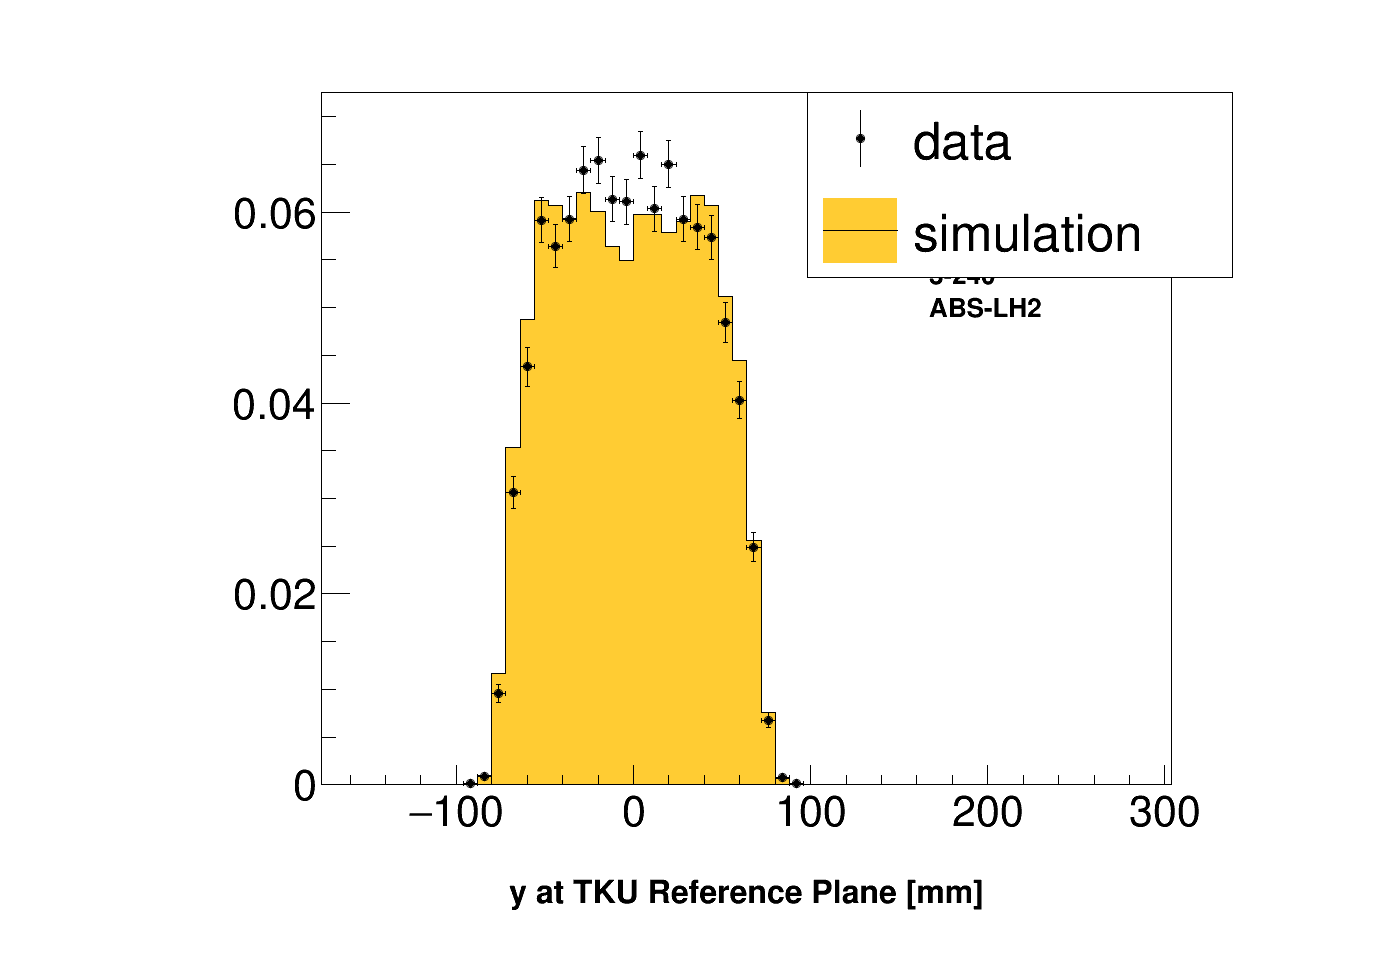 data
simulation
ABS-LH2
0.06
0.04
0.02
0
−100 0 100 200 300
y at TKU Reference Plane [mm]